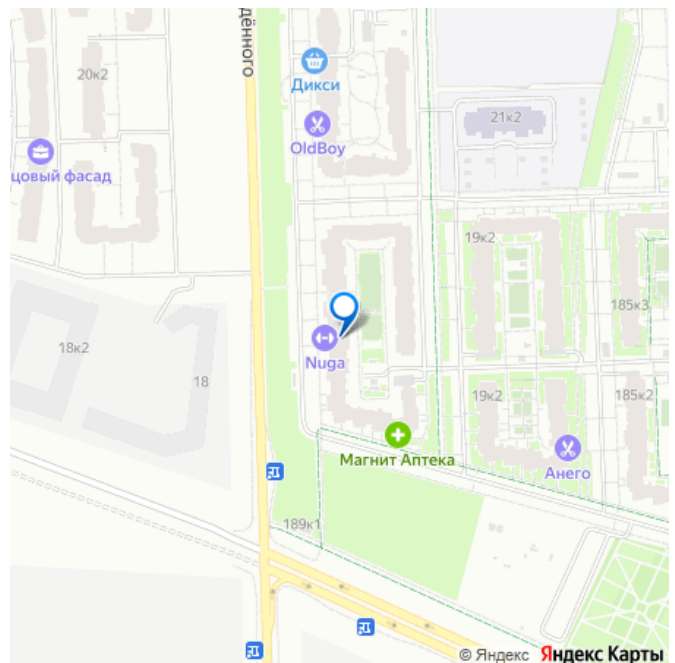 дённого
20к2
Дикси
OldBoy
21к2
цовый фасад
19к2
185к3
Nuga
18к2
18
19к2
185к2
Магнит Аптека
Анего
189к1
© Яндекс Яндекс Карты